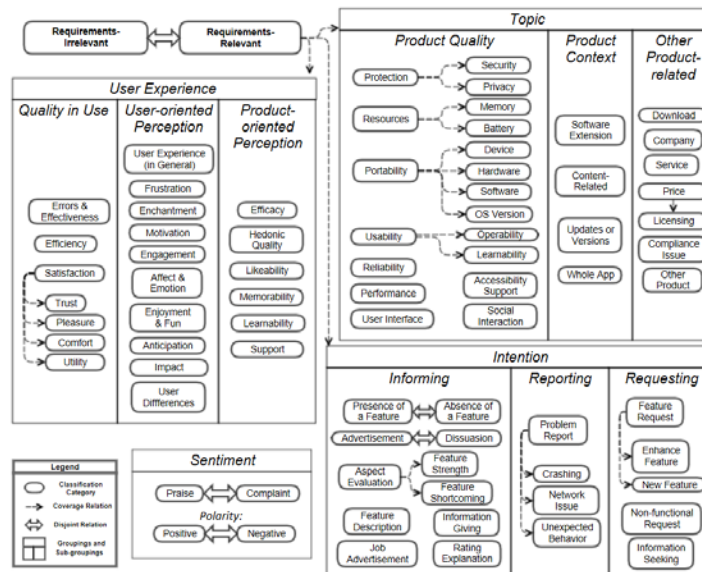 Requirements-
Irrelevant
Requirements-
Relevant
User Experience
Quality in Use
Errors &
Effectiveness
Efficiency
Satisfaction
Trust
Pleasure
Comfort
Utility
User-oriented
Perception
User Experience
(in General)
Frustration
Enchantment
Motivation
Engagement
Affect &
Emotion
Enjoyment
& Fun
Anticipation
Impact
User
Diffferences
Product-
oriented
Perception
Efficacy
Hedonic
Quality
Likeability
Memorability
Learnability
Support
Topic
Product Quality
Protection
Security
Privacy
Resources
Memory
Battery
Portability
Device
Hardware
Software
OS Version
Usability
Operability
Learnability
Reliability
Performance
User Interface
Accessibility
Support
Social
Interaction
Product
Context
Software
Extension
Content-
Related
Updates or
Versions
Whole App
Other
Product-
related
Download
Company
Service
Price
Licensing
Compliance
Issue
Other
Product
Intention
Informing
Presence of
a Feature
Absence of
a Feature
Advertisement
Dissuasion
Aspect
Evaluation
Feature
Strength
Feature
Shortcoming
Feature
Description
Information
Giving
Job
Advertisement
Rating
Explanation
Reporting
Problem
Report
Crashing
Network
Issue
Unexpected
Behavior
Requesting
Feature
Request
Enhance
Feature
New Feature
Non-functional
Request
Information
Seeking
Legend
Classification
Category
Coverage Relation
Disjoint Relation
Groupings and
Sub-groupings
Sentiment
Praise
Complaint
Polarity:
Positive
Negative